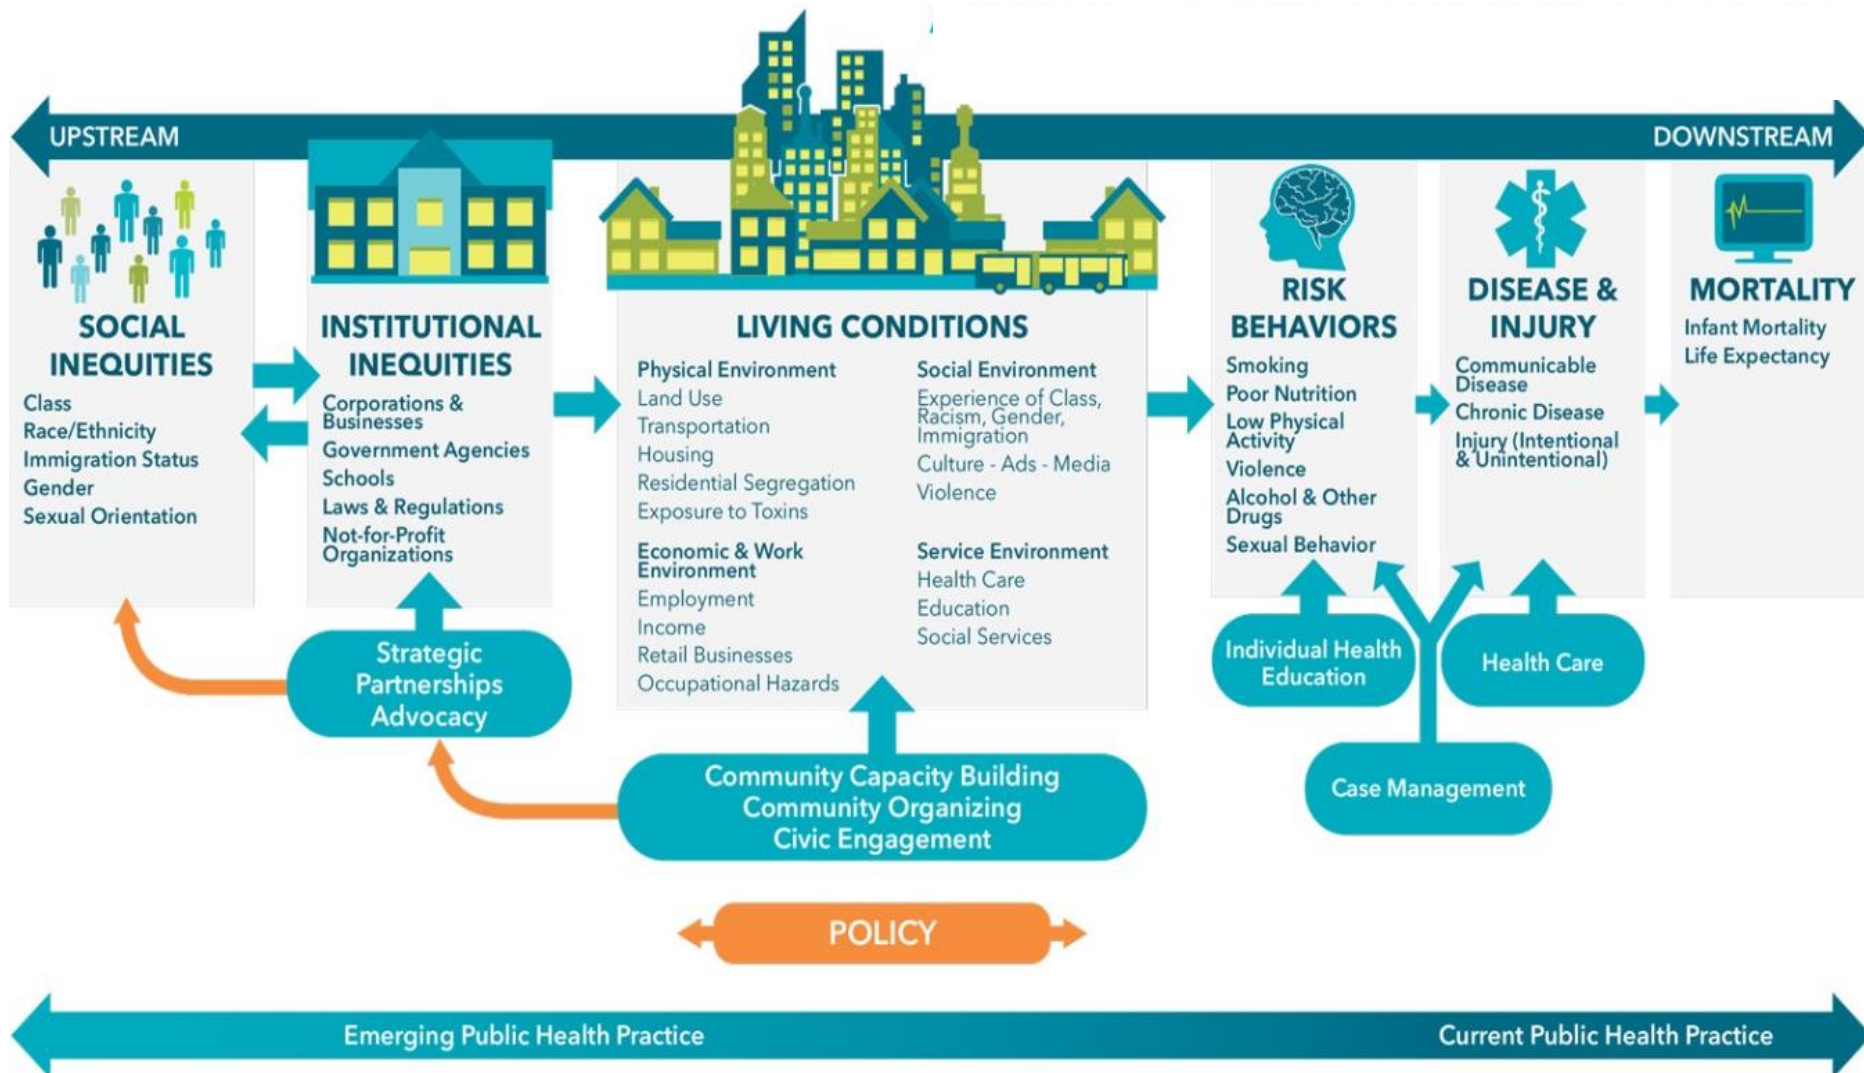 UPSTREAM
DOWNSTREAM
SOCIAL
INEQUITIES
Class
Race/Ethnicity
Immigration Status
Gender
Sexual Orientation
INSTITUTIONAL
INEQUITIES
Corporations &
Businesses
Government Agencies
Schools
Laws & Regulations
Not-for-Profit
Organizations
LIVING CONDITIONS
Physical Environment
Land Use
Transportation
Housing
Residential Segregation
Exposure to Toxins
Economic & Work
Environment
Employment
Income
Retail Businesses
Occupational Hazards
Social Environment
Experience of Class,
Racism, Gender,
Immigration
Culture - Ads - Media
Violence
Service Environment
Health Care
Education
Social Services
RISK
BEHAVIORS
Smoking
Poor Nutrition
Low Physical
Activity
Violence
Alcohol & Other
Drugs
Sexual Behavior
DISEASE &
INJURY
Communicable
Disease
Chronic Disease
Injury (Intentional
& Unintentional)
MORTALITY
Infant Mortality
Life Expectancy
Strategic
Partnerships
Advocacy
Community Capacity Building
Community Organizing
Civic Engagement
Individual Health
Education
Health Care
Case Management
POLICY
Emerging Public Health Practice
Current Public Health Practice